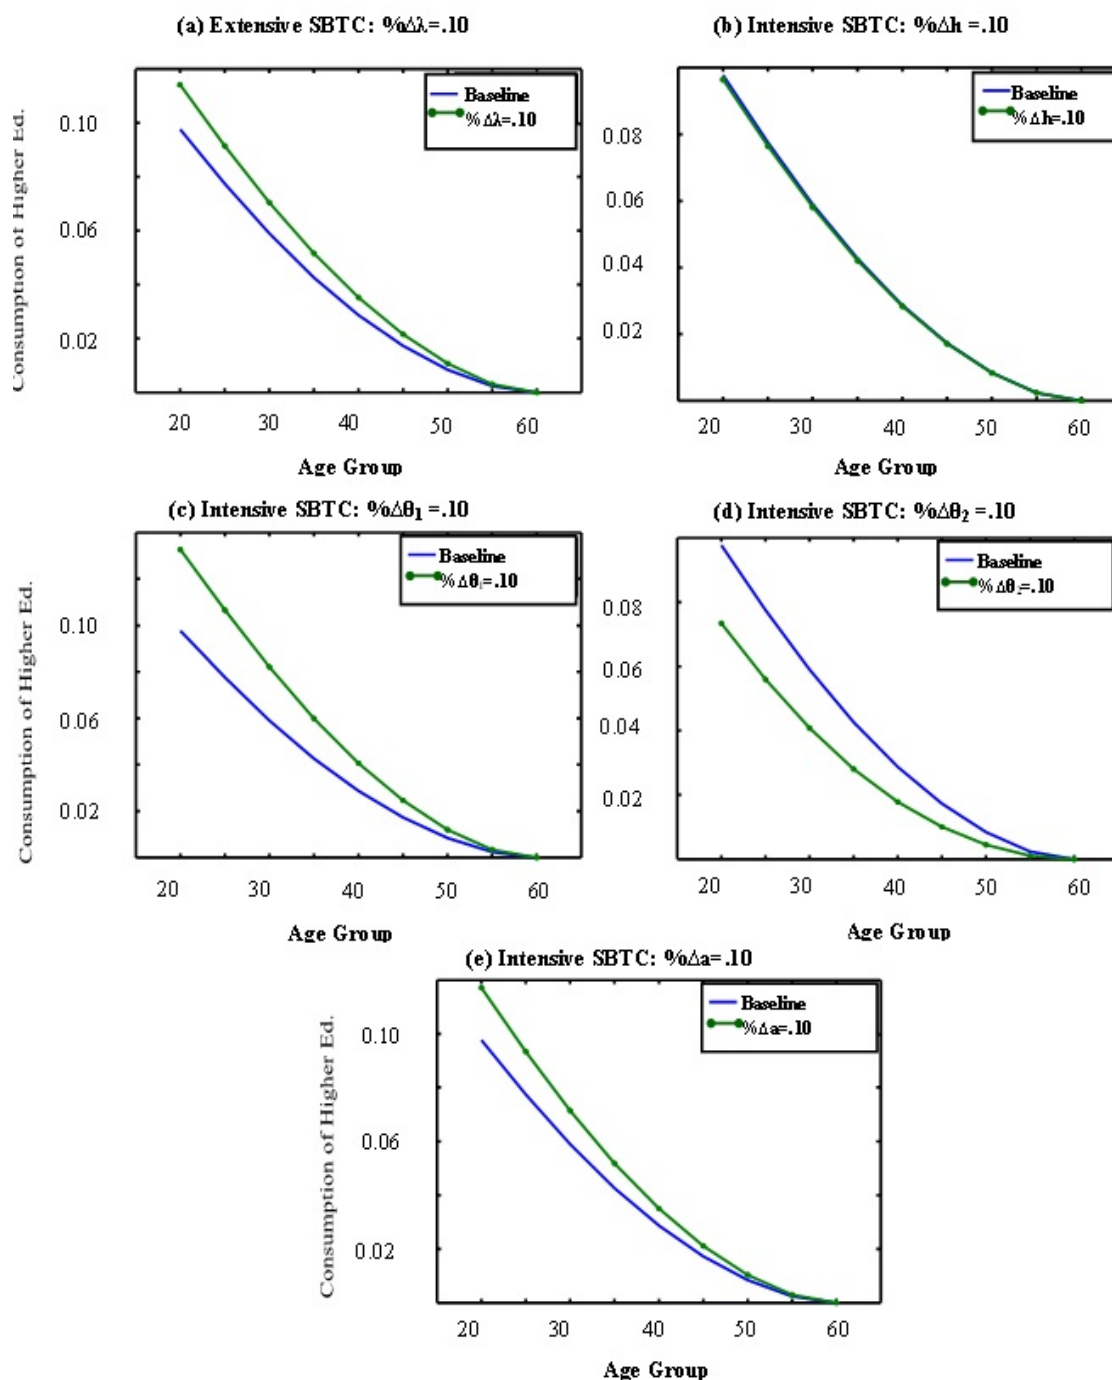 (a) Extensive SBTC: %Δλ=.10
Baseline
%Δλ=.10
Consumption of Higher Ed.
0.10
0.06
0.02
20 30 40 50 60
Age Group
(b) Intensive SBTC: %Δh =.10
Baseline
%Δh=.10
0.08
0.06
0.04
0.02
20 30 40 50 60
Age Group
(c) Intensive SBTC: %Δθ₁ =.10
Baseline
%Δθ₁=.10
Consumption of Higher Ed.
0.10
0.06
0.02
20 30 40 50 60
Age Group
(d) Intensive SBTC: %Δθ₂ =.10
Baseline
%Δθ₂=.10
0.08
0.06
0.04
0.02
20 30 40 50 60
Age Group
(e) Intensive SBTC: %Δa=.10
Baseline
%Δa=.10
Consumption of Higher Ed.
0.10
0.06
0.02
20 30 40 50 60
Age Group